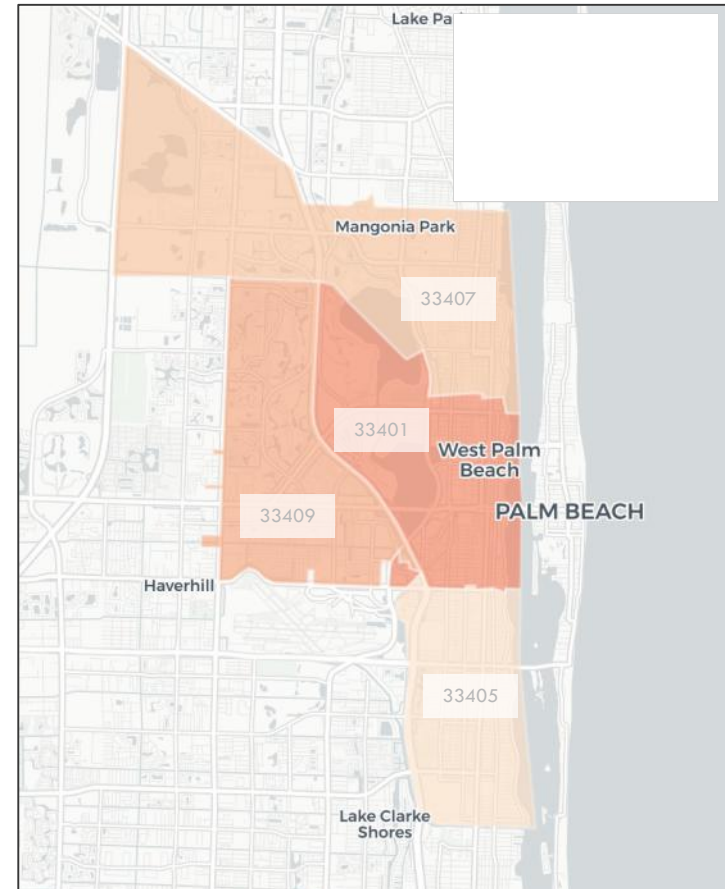 Lake Pa
Mangonia Park
33407
33401
West Palm
Beach
33409
PALM BEACH
Haverhill
33405
Lake Clarke
Shores